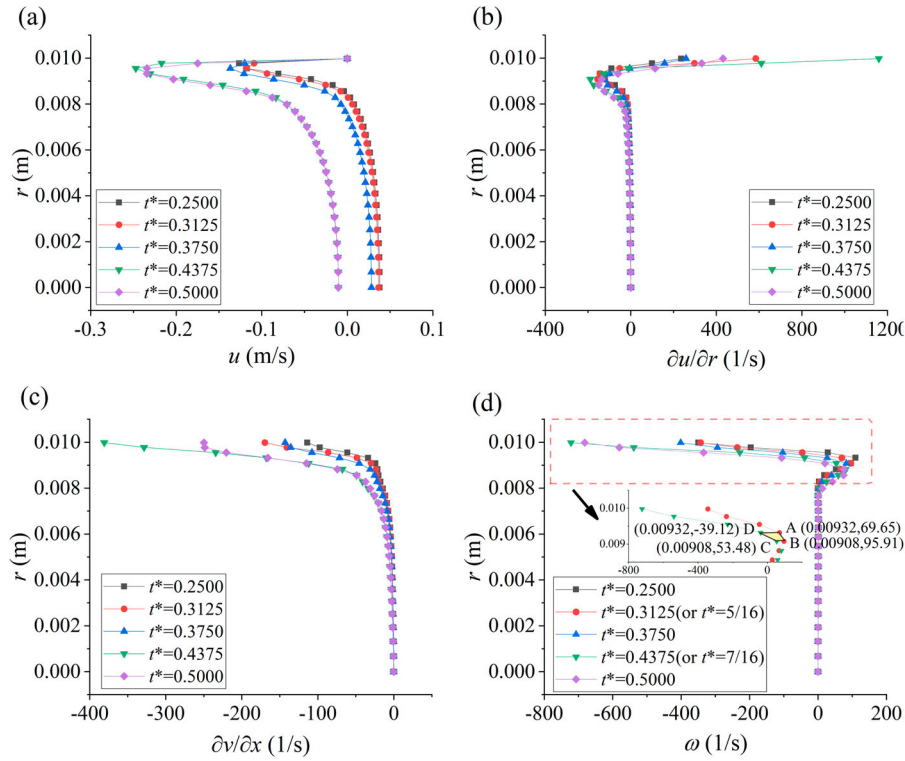 (a)
0.010
0.008
0.006
0.004
0.002
0.000
r (m)
t*=0.2500
t*=0.3125
t*=0.3750
t*=0.4375
t*=0.5000
-0.3 -0.2 -0.1 0.0 0.1
u (m/s)
(b)
0.010
0.008
0.006
0.004
0.002
0.000
r (m)
t*=0.2500
t*=0.3125
t*=0.3750
t*=0.4375
t*=0.5000
-400 0 400 800 1200
∂u/∂r (1/s)
(c)
0.010
0.008
0.006
0.004
0.002
0.000
r (m)
t*=0.2500
t*=0.3125
t*=0.3750
t*=0.4375
t*=0.5000
-400 -300 -200 -100 0
∂v/∂x (1/s)
(d)
0.010
0.008
0.006
0.004
0.002
0.000
r (m)
0.010
0.009
(0.00932,-39.12) D
A (0.00932,69.65)
(0.00908,53.48) C
B (0.00908,95.91)
-800 -400 0
t*=0.2500
t*=0.3125(or t*=5/16)
t*=0.3750
t*=0.4375(or t*=7/16)
t*=0.5000
-800 -600 -400 -200 0 200
ω (1/s)